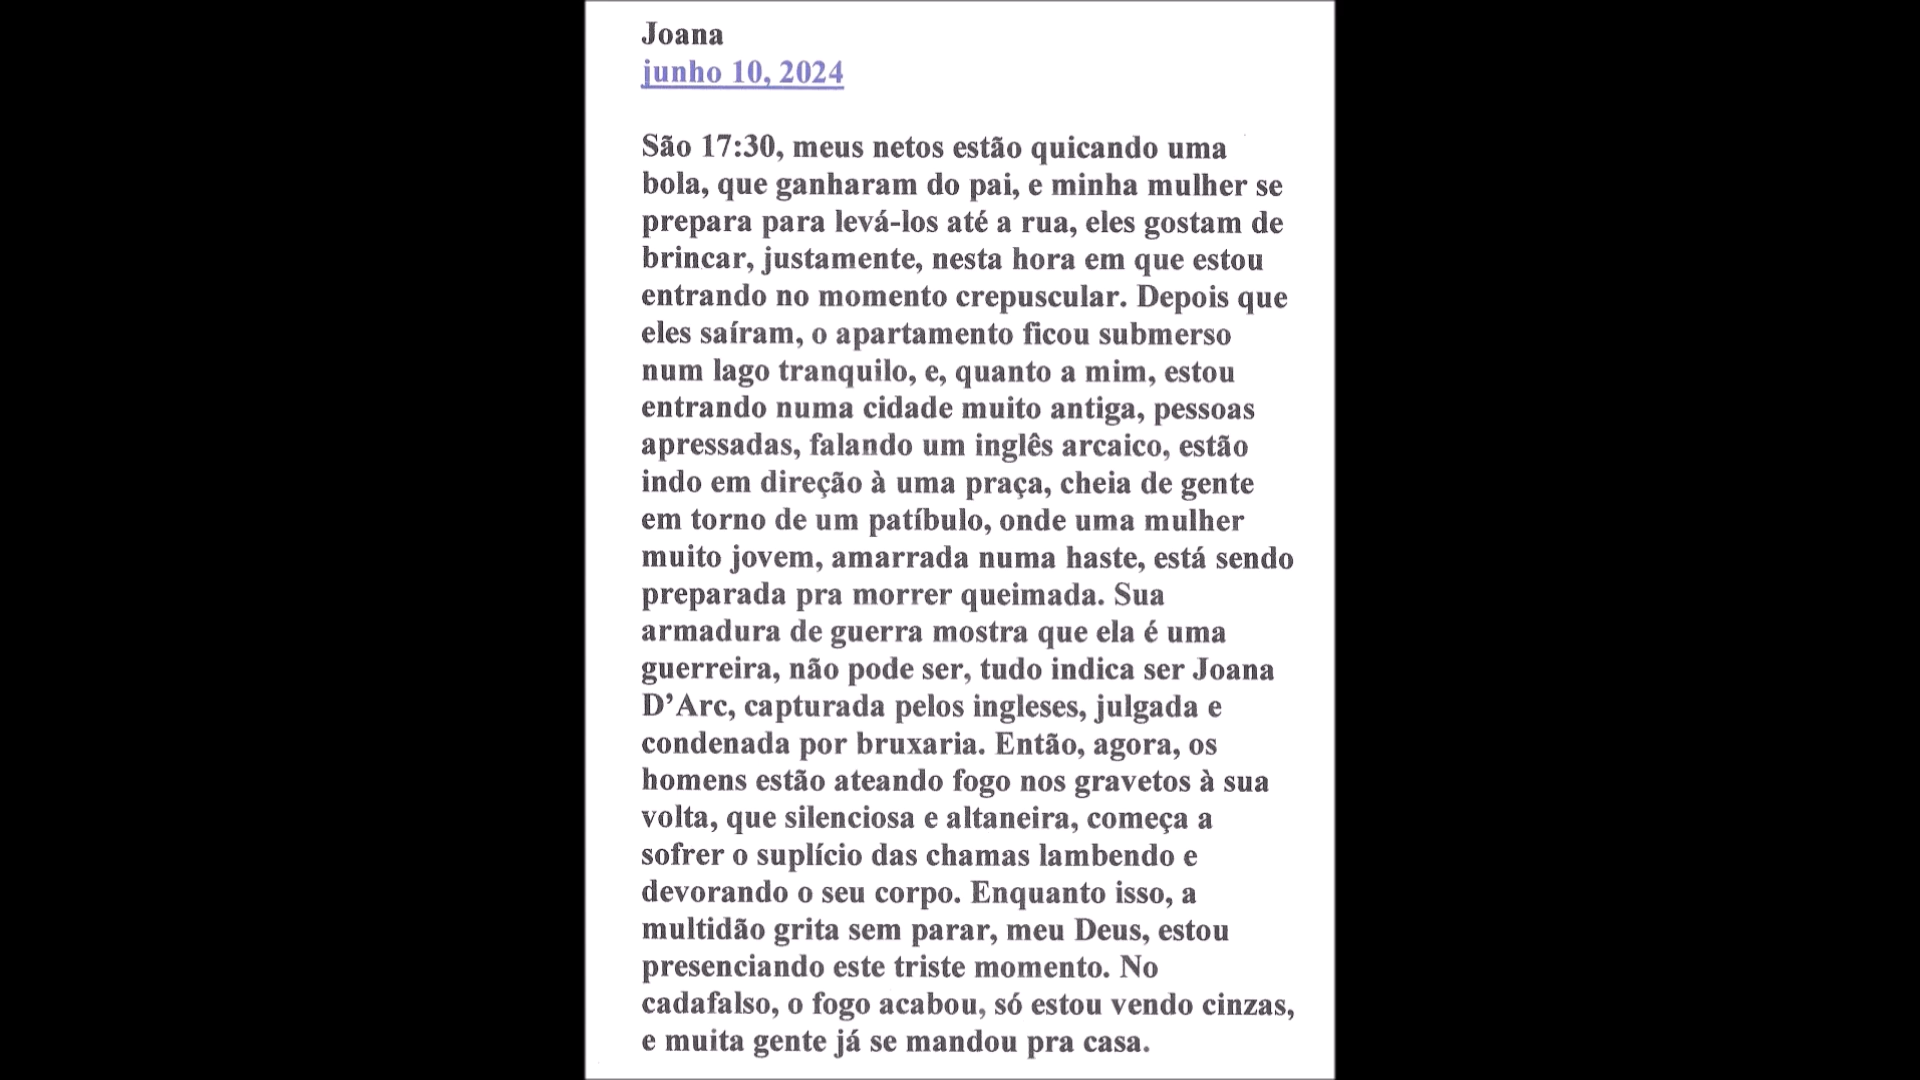 Joana
junho 10, 2024
São 17:30, meus netos estão quicando uma
bola, que ganharam do pai, e minha mulher se
prepara para levá-los até a rua, eles gostam de
brincar, justamente, nesta hora em que estou
entrando no momento crepuscular. Depois que
eles saíram, o apartamento ficou submerso
num lago tranquilo, e, quanto a mim, estou
entrando numa cidade muito antiga, pessoas
apressadas, falando um inglês arcaico, estão
indo em direção à uma praça, cheia de gente
em torno de um patíbulo, onde uma mulher
muito jovem, amarrada numa haste, está sendo
preparada pra morrer queimada. Sua
armadura de guerra mostra que ela é uma
guerreira, não pode ser, tudo indica ser Joana
D’Arc, capturada pelos ingleses, julgada e
condenada por bruxaria. Então, agora, os
homens estão ateando fogo nos gravetos à sua
volta, que silenciosa e altaneira, começa a
sofrer o suplício das chamas lambendo e
devorando o seu corpo. Enquanto isso, a
multidão grita sem parar, meu Deus, estou
presenciando este triste momento. No
cadafalso, o fogo acabou, só estou vendo cinzas,
e muita gente já se mandou pra casa.